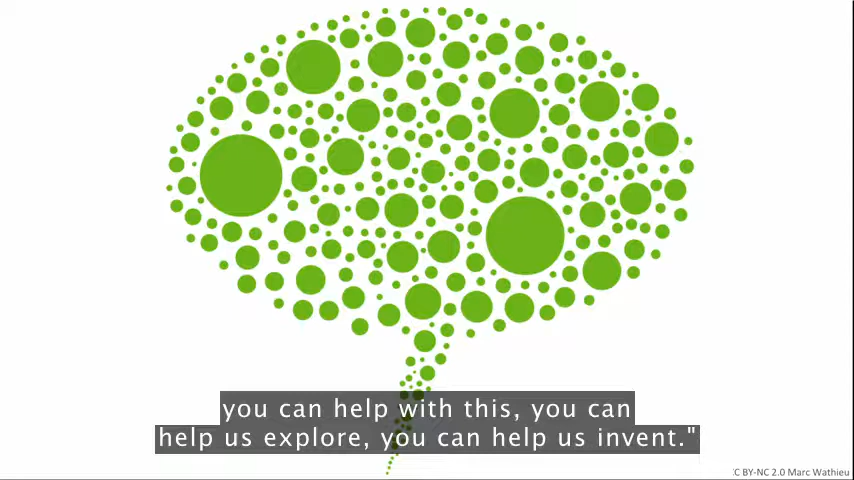 you can help with this, you can
help us explore, you can help us invent."
CC BY-NC 2.0 Marc Wathieu